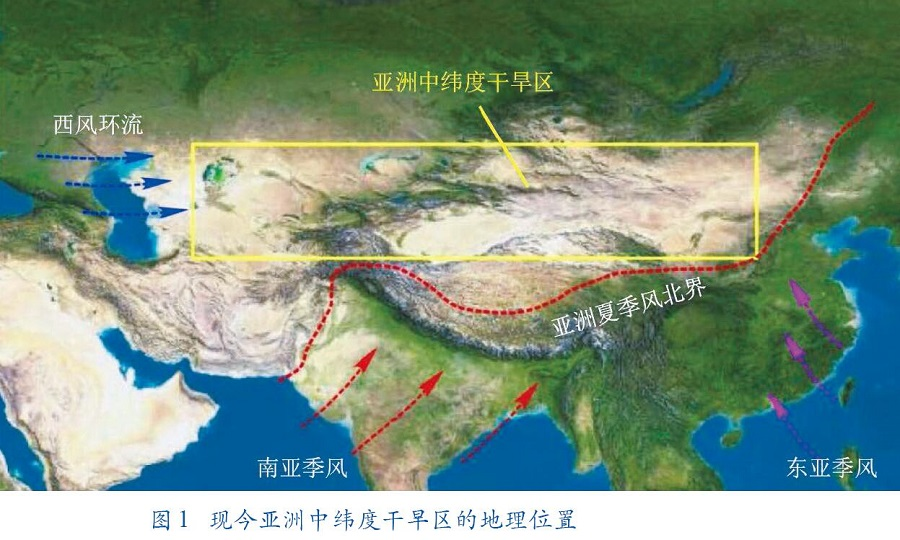 亚洲中纬度干旱区
西风环流
亚洲夏季风北界
南亚季风
东亚季风
图1 现今亚洲中纬度干旱区的地理位置